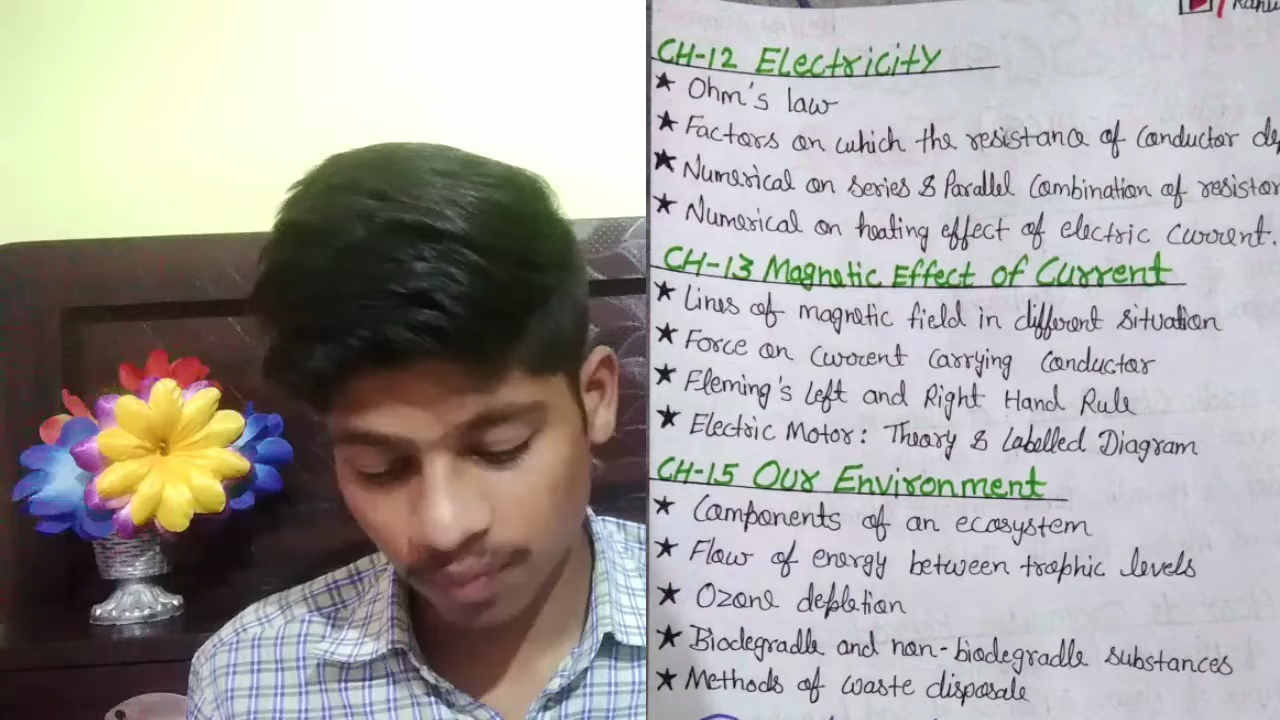 CH-12 Electricity
★ Ohm's law
★ Factors on which the resistance of conductor
★ Numerical on series & Parallel Combination of resistor
★ Numerical on heating effect of electric current.
CH-13 Magnetic Effect of Current
★ Lines of magnetic field in different situation
★ Force on current carrying conductor
★ Fleming's Left and Right Hand Rule
★ Electric Motor: Theory & Labelled Diagram
CH-15 Our Environment
★ Components of an ecosystem
★ Flow of energy between trophic levels
★ Ozone depletion
★ Biodegradle and non-biodegradle substances
★ Methods of waste disposale